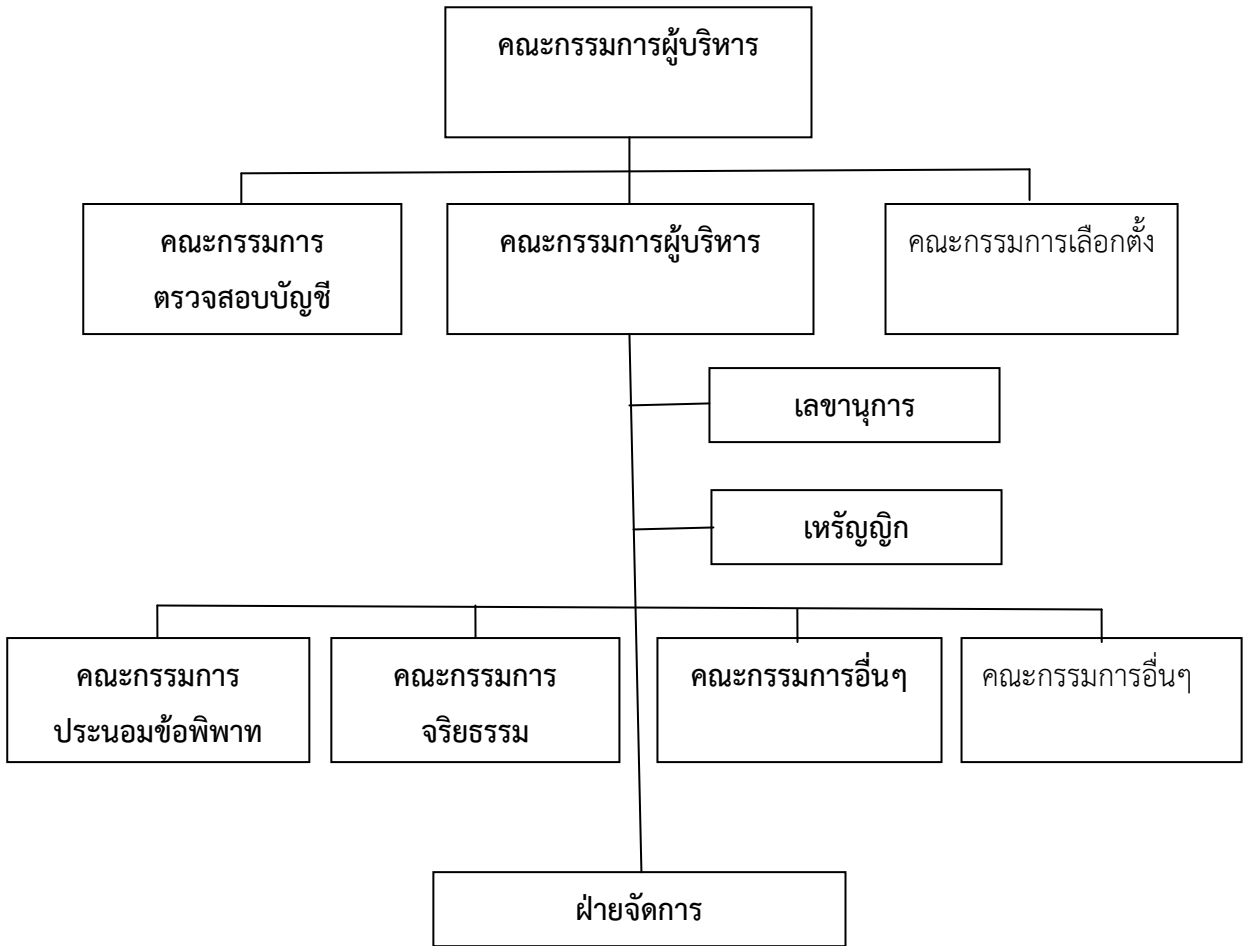 คณะกรรมการผู้บริหาร
คณะกรรมการ
ตรวจสอบบัญชี
คณะกรรมการผู้บริหาร
คณะกรรมการเลือกตั้ง
เลขานุการ
เหรัญญิก
คณะกรรมการ
ประนอมข้อพิพาท
คณะกรรมการ
จริยธรรม
คณะกรรมการอื่นๆ
คณะกรรมการอื่นๆ
ฝ่ายจัดการ